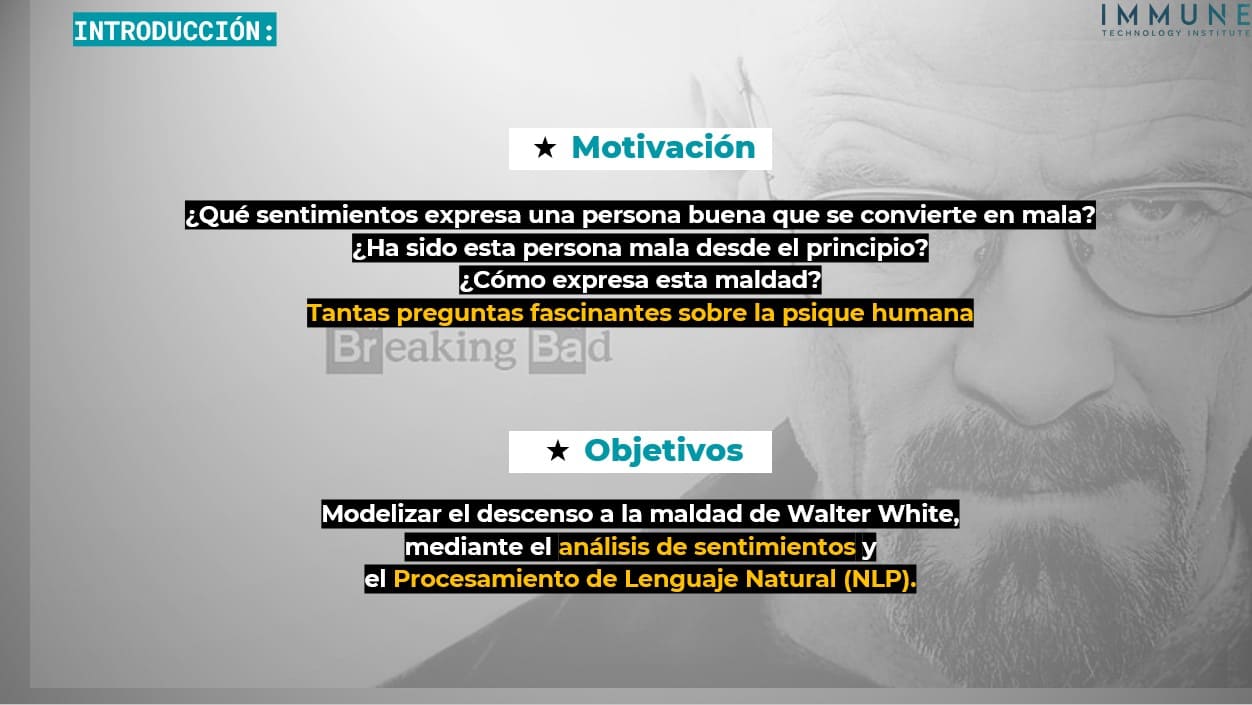 INTRODUCCIÓN:
IMMUNE
TECHNOLOGY INSTITUTE
★ Motivación
¿Qué sentimientos expresa una persona buena que se convierte en mala?
¿Ha sido esta persona mala desde el principio?
¿Cómo expresa esta maldad?
Tantas preguntas fascinantes sobre la psique humana
Breaking Bad
★ Objetivos
Modelizar el descenso a la maldad de Walter White,
mediante el análisis de sentimientos y
el Procesamiento de Lenguaje Natural (NLP).